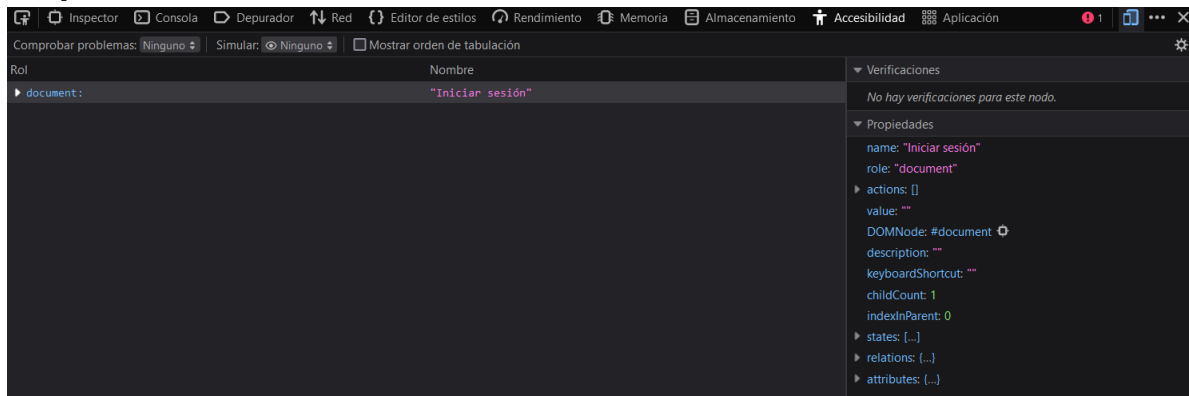 Inspector Consola Depurador Red Editor de estilos Rendimiento Memoria Almacenamiento Accesibilidad Aplicación 1
Comprobar problemas: Ninguno Simular: Ninguno Mostrar orden de tabulación
Rol Nombre
document: "Iniciar sesión"
Verificaciones
No hay verificaciones para este nodo.
Propiedades
name: "Iniciar sesión"
role: "document"
actions: []
value: ""
DOMNode: #document
description: ""
keyboardShortcut: ""
childCount: 1
indexInParent: 0
states: […]
relations: {…}
attributes: {…}